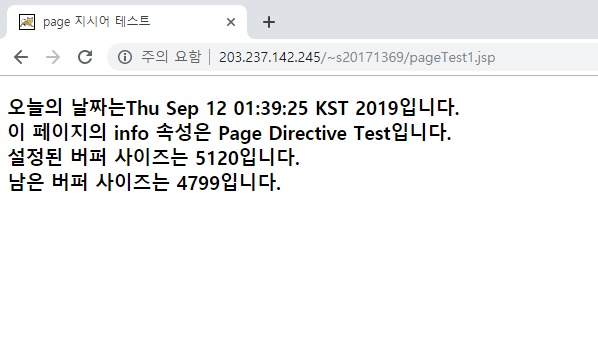 page 지시어 테스트
주의 요함 203.237.142.245/~s20171369/pageTest1.jsp
오늘의 날짜는Thu Sep 12 01:39:25 KST 2019입니다.
이 페이지의 info 속성은 Page Directive Test입니다.
설정된 버퍼 사이즈는 5120입니다.
남은 버퍼 사이즈는 4799입니다.